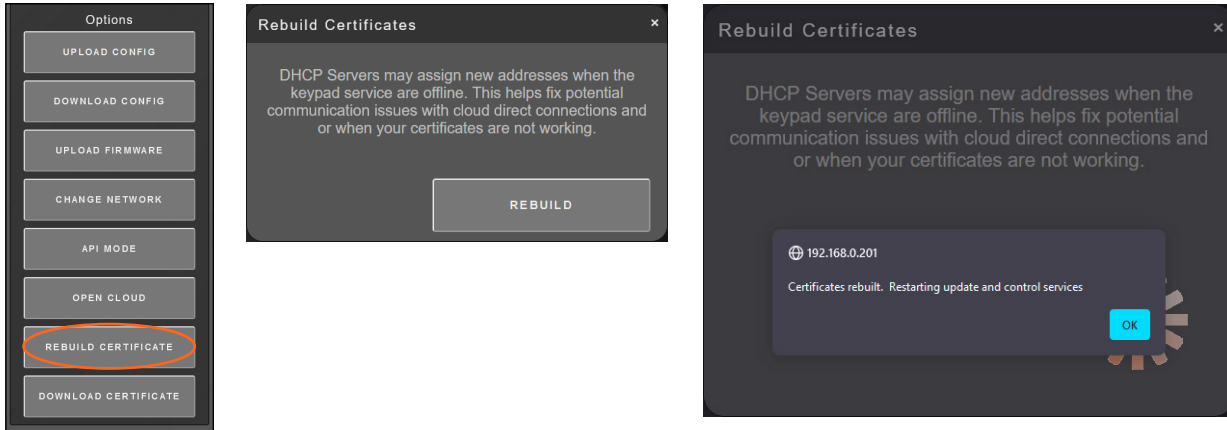 Options
UPLOAD CONFIG
DOWNLOAD CONFIG
UPLOAD FIRMWARE
CHANGE NETWORK
API MODE
OPEN CLOUD
REBUILD CERTIFICATE
DOWNLOAD CERTIFICATE
Rebuild Certificates ×
DHCP Servers may assign new addresses when the
keypad service are offline. This helps fix potential
communication issues with cloud direct connections and
or when your certificates are not working.
REBUILD
Rebuild Certificates ×
DHCP Servers may assign new addresses when the
keypad service are offline. This helps fix potential
communication issues with cloud direct connections and
or when your certificates are not working.
192.168.0.201
Certificates rebuilt. Restarting update and control services
OK